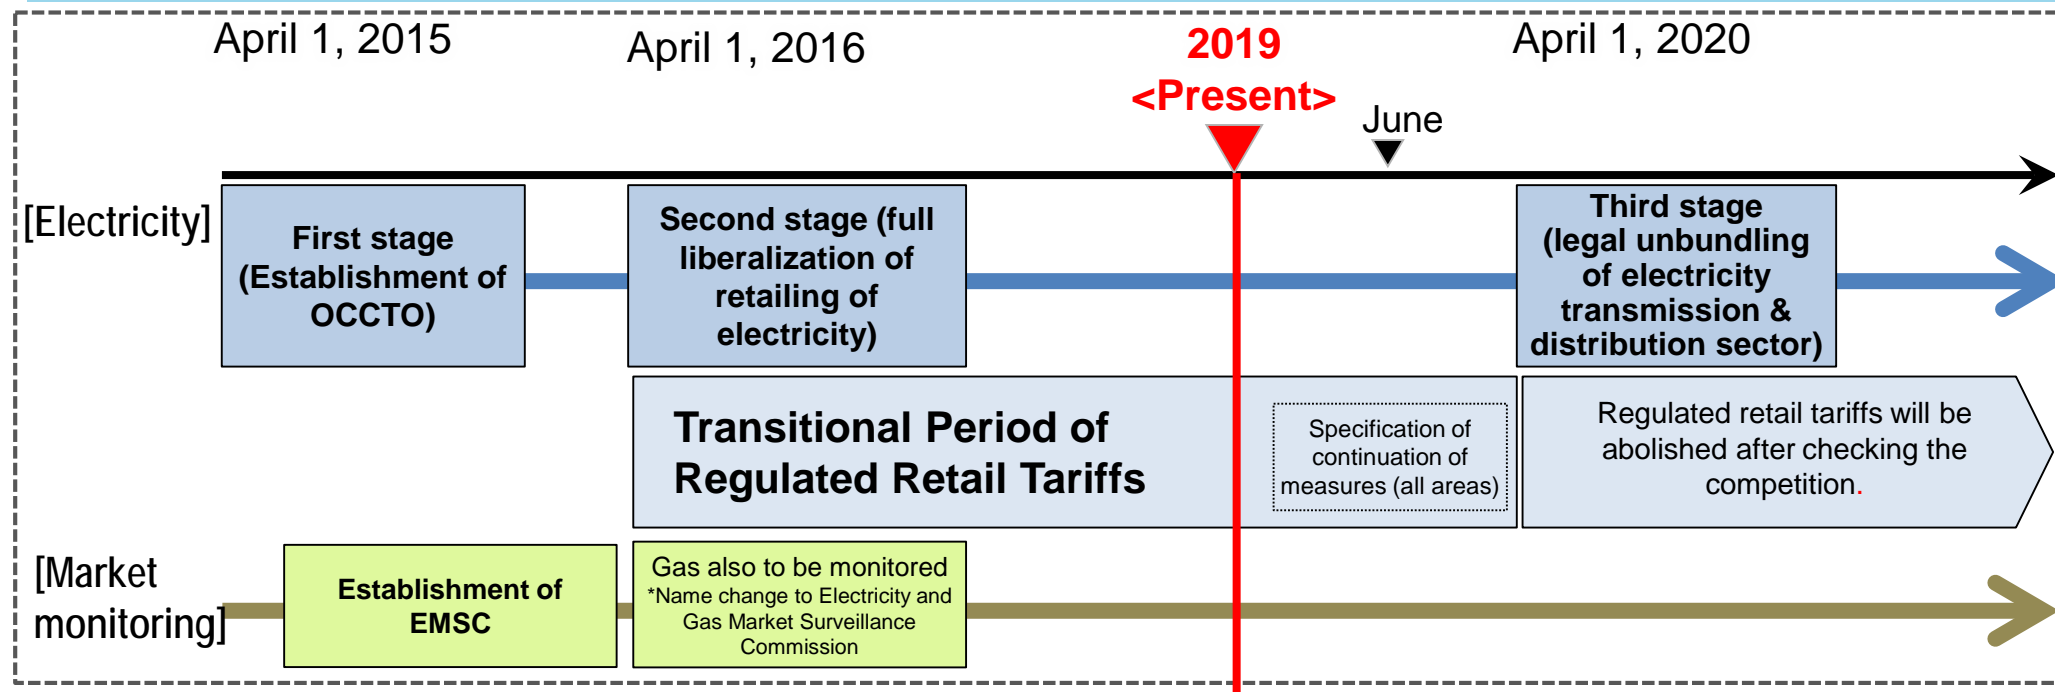 April 1, 2015
April 1, 2016
2019
<Present>
April 1, 2020
June
[Electricity]
First stage
(Establishment of
OCCTO)
Second stage (full
liberalization of
retailing of
electricity)
Third stage
(legal unbundling
of electricity
transmission &
distribution sector)
Transitional Period of
Regulated Retail Tariffs
Specification of
continuation of
measures (all areas)
Regulated retail tariffs will be
abolished after checking the
competition.
[Market
monitoring]
Establishment of
EMSC
Gas also to be monitored
*Name change to Electricity and
Gas Market Surveillance
Commission